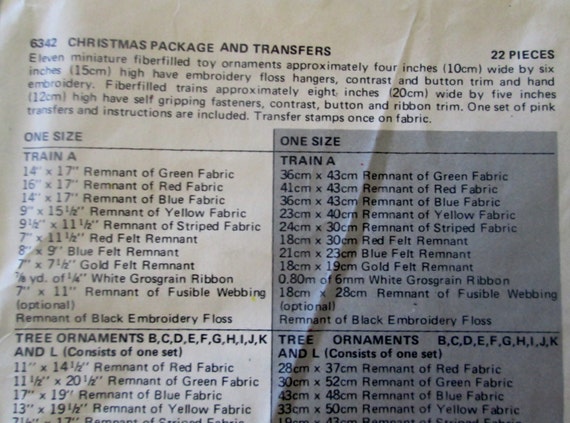 6342 CHRISTMAS PACKAGE AND TRANSFERS 22 PIECES
Eleven miniature fiberfilled toy ornaments approximately four inches (10cm) wide by six
inches (15cm) high have embroidery floss hangers, contrast and button trim and hand
embroidery. Fiberfilled trains approximately eight inches (20cm) wide by five inches
(12cm) high have self gripping fasteners, contrast, button and ribbon trim. One set of pink
transfers and instructions are included. Transfer stamps once on fabric.
ONE SIZE
TRAIN A
14" x 17" Remnant of Green Fabric
16" x 17" Remnant of Red Fabric
14" x 17" Remnant of Blue Fabric
9" x 15½" Remnant of Yellow Fabric
9½" x 11½" Remnant of Striped Fabric
7" x 11½" Red Felt Remnant
8" x 9" Blue Felt Remnant
7" x 7½" Gold Felt Remnant
⅞ yd. of ¼" White Grosgrain Ribbon
7" x 11" Remnant of Fusible Webbing
(optional)
Remnant of Black Embroidery Floss
TREE ORNAMENTS B,C,D,E,F,G,H,I,J,K
AND L (Consists of one set)
11" x 14½" Remnant of Red Fabric
11½" x 20½" Remnant of Green Fabric
17" x 19" Remnant of Blue Fabric
13" x 19½" Remnant of Yellow Fabric
7½" x 17" Remnant of Striped Fabric
ONE SIZE
TRAIN A
36cm x 43cm Remnant of Green Fabric
41cm x 43cm Remnant of Red Fabric
36cm x 43cm Remnant of Blue Fabric
23cm x 40cm Remnant of Yellow Fabric
24cm x 30cm Remnant of Striped Fabric
18cm x 30cm Red Felt Remnant
21cm x 23cm Blue Felt Remnant
18cm x 19cm Gold Felt Remnant
0.80m of 6mm White Grosgrain Ribbon
18cm x 28cm Remnant of Fusible Webbing
(optional)
Remnant of Black Embroidery Floss
TREE ORNAMENTS B,C,D,E,F,G,H,I,J,K
AND L (Consists of one set)
28cm x 37cm Remnant of Red Fabric
30cm x 52cm Remnant of Green Fabric
43cm x 48cm Remnant of Blue Fabric
33cm x 50cm Remnant of Yellow Fabric
19cm x 43cm Remnant of Striped Fabric